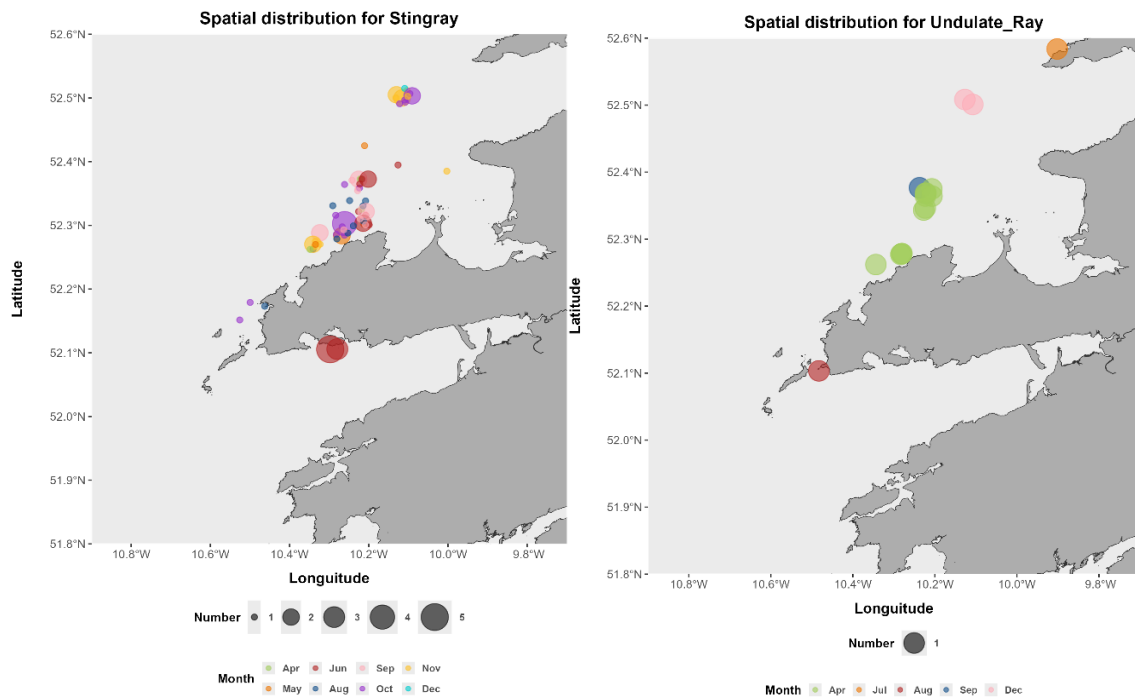 Spatial distribution for Stingray
52.6°N
52.5°N
52.4°N
52.3°N
52.2°N
52.1°N
52.0°N
51.9°N
51.8°N
Latitude
10.8°W 10.6°W 10.4°W 10.2°W 10.0°W 9.8°W
Longuitude
Number 1 2 3 4 5
Month
Apr Jun Sep Nov
May Aug Oct Dec
Spatial distribution for Undulate_Ray
52.6°N
52.5°N
52.4°N
52.3°N
52.2°N
52.1°N
52.0°N
51.9°N
51.8°N
Latitude
10.8°W 10.6°W 10.4°W 10.2°W 10.0°W 9.8°W
Longuitude
Number 1
Month Apr Jul Aug Sep Dec